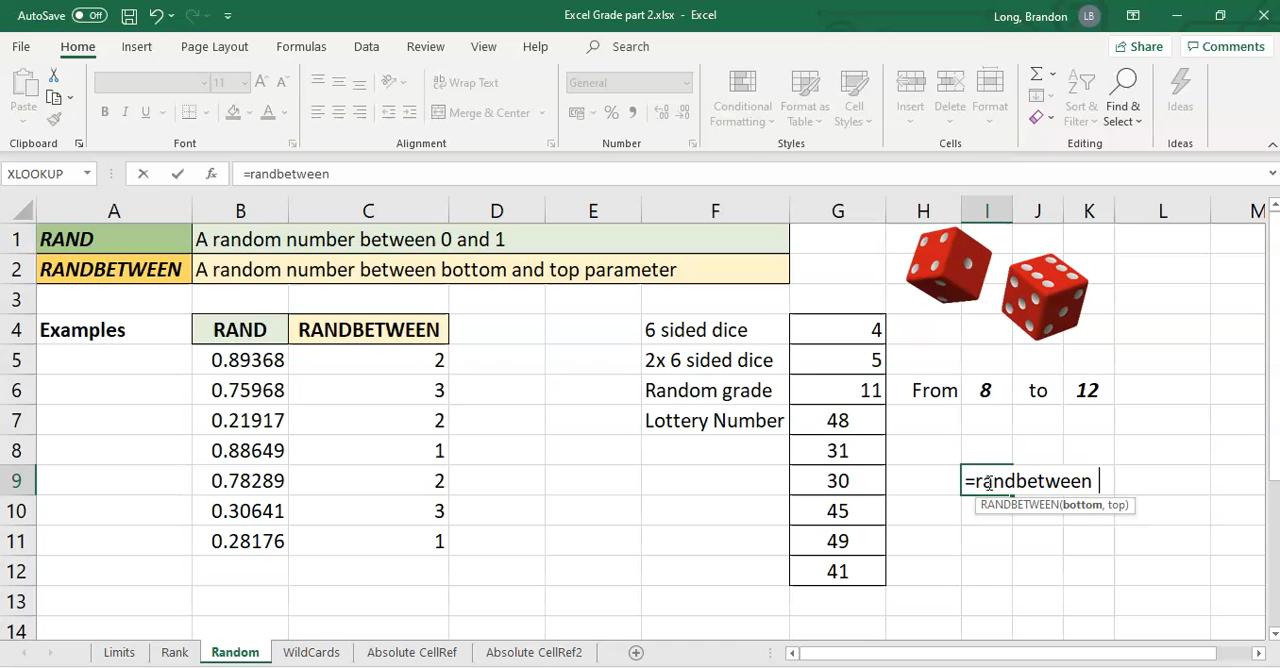 AutoSave Off Excel Grade part 2.xlsx - Excel Long, Brandon LB
File Home Insert Page Layout Formulas Data Review View Help Search Share Comments
Paste 11 A A Wrap Text General Conditional Formatting Format as Table Cell Styles Insert Delete Format Sort & Filter Find & Select Ideas
B I U A Merge & Center % ,
Clipboard Font Alignment Number Styles Cells Editing Ideas
XLOOKUP fx =randbetween
A B C D E F G H I J K L M
1 RAND A random number between 0 and 1
2 RANDBETWEEN A random number between bottom and top parameter
3
4 Examples RAND RANDBETWEEN 6 sided dice 4
5 0.89368 2 2x 6 sided dice 5
6 0.75968 3 Random grade 11 From 8 to 12
7 0.21917 2 Lottery Number 48
8 0.88649 1 31
9 0.78289 2 30 =randbetween
RANDBETWEEN(bottom, top)
10 0.30641 3 45
11 0.28176 1 49
12 41
13
14
Limits Rank Random WildCards Absolute CellRef Absolute CellRef2